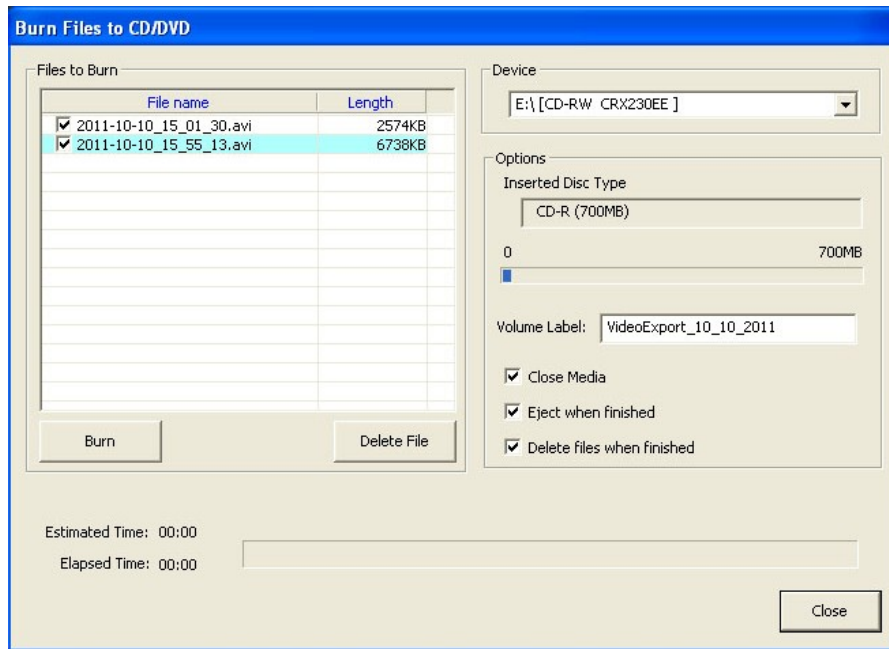 Burn Files to CD/DVD
Files to Burn
File name Length
2011-10-10_15_01_30.avi 2574KB
2011-10-10_15_55_13.avi 6738KB
Burn Delete File
Device
E:\ [CD-RW CRX230EE ]
Options
Inserted Disc Type
CD-R (700MB)
0 700MB
Volume Label: VideoExport_10_10_2011
Close Media
Eject when finished
Delete files when finished
Estimated Time: 00:00
Elapsed Time: 00:00
Close